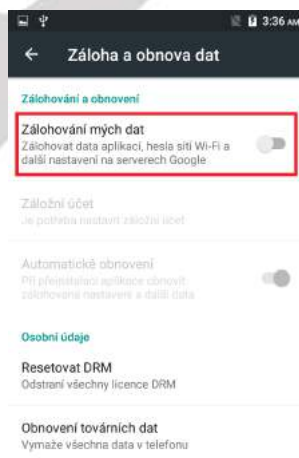 3:36 AM
Záloha a obnova dat
Zálohování a obnovení
Zálohování mých dat
Zálohovat data aplikací, hesla sítí Wi-Fi a
další nastavení na serverech Google
Záložní účet
Je potřeba nastavit záložní účet
Automatické obnovení
Při přeinstalaci aplikace obnovit
zálohovaná nastavení a další data
Osobní údaje
Resetovat DRM
Odstraní všechny licence DRM
Obnovení továrních dat
Vymaže všechna data v telefonu